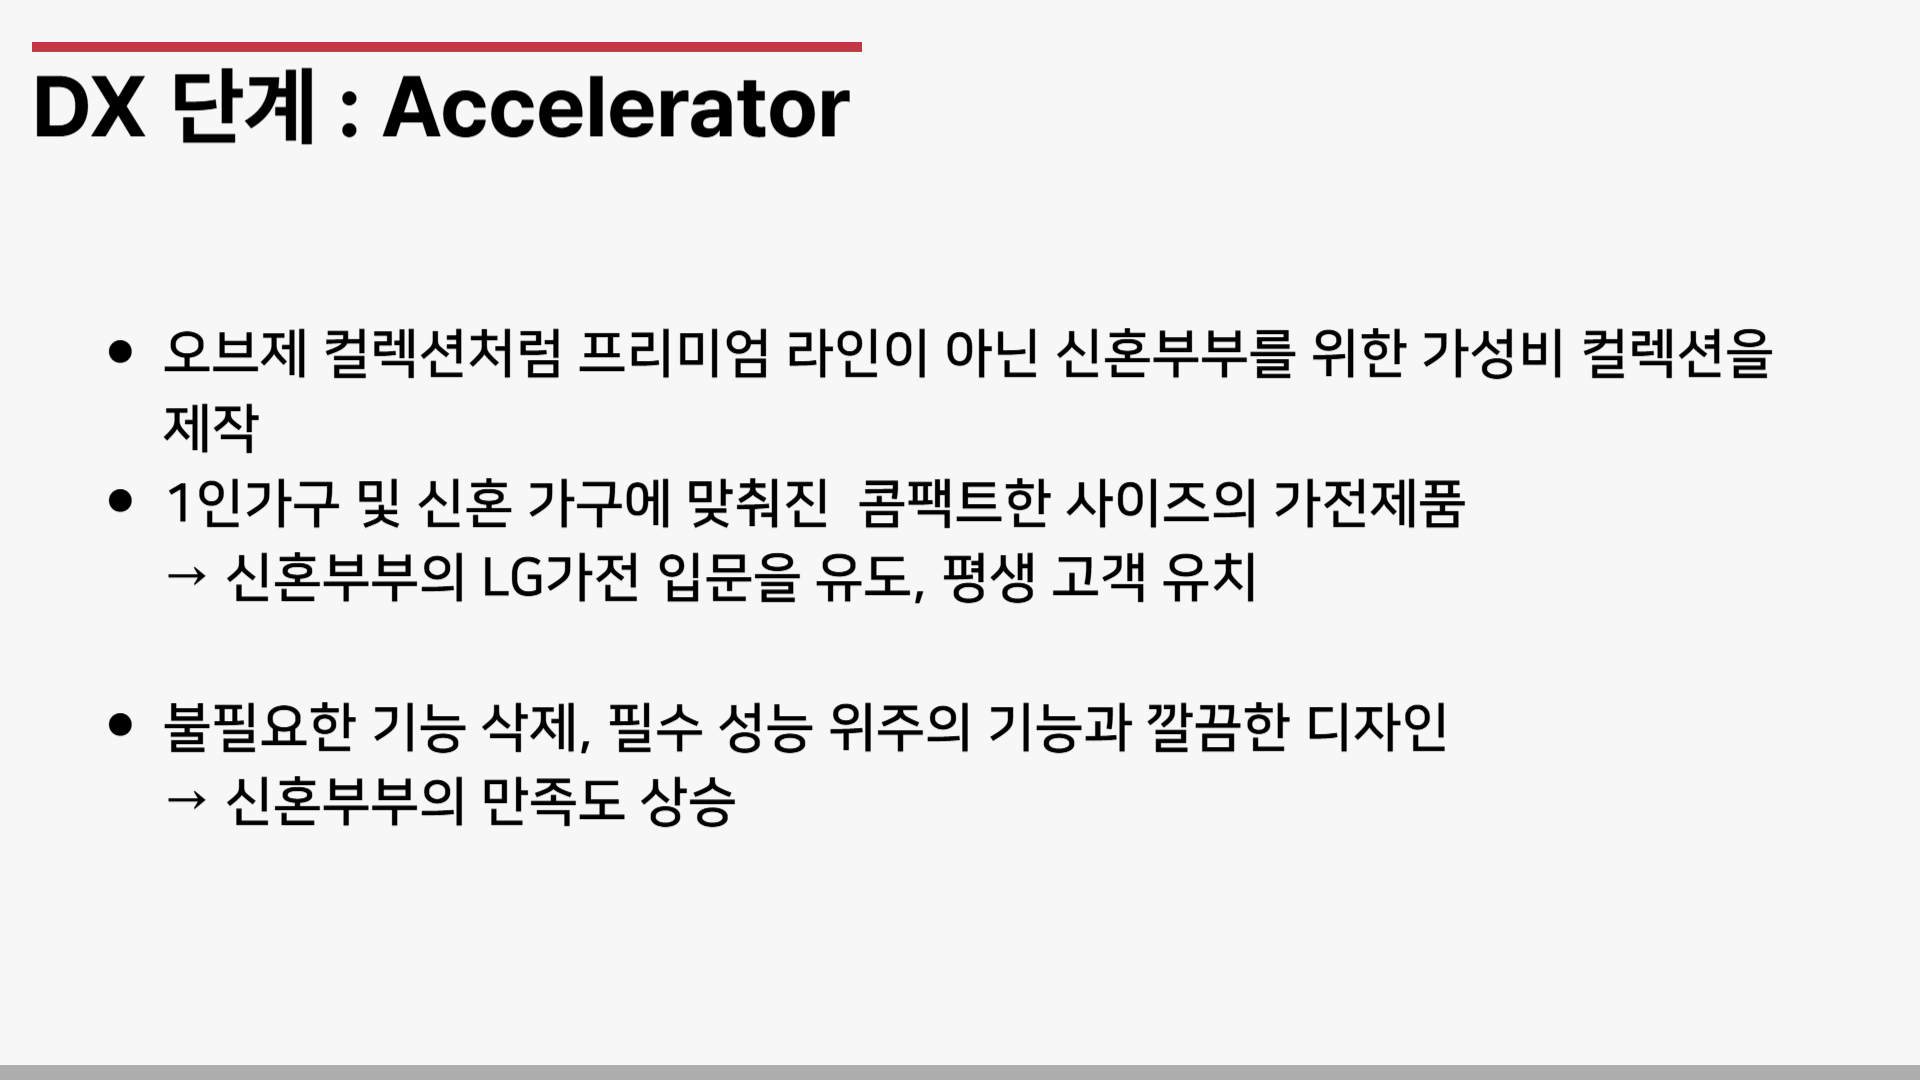 DX 단계 : Accelerator
● 오브제 컬렉션처럼 프리미엄 라인이 아닌 신혼부부를 위한 가성비 컬렉션을
제작
● 1인가구 및 신혼 가구에 맞춰진  콤팩트한 사이즈의 가전제품
→ 신혼부부의 LG가전 입문을 유도, 평생 고객 유치
● 불필요한 기능 삭제, 필수 성능 위주의 기능과 깔끔한 디자인
→ 신혼부부의 만족도 상승